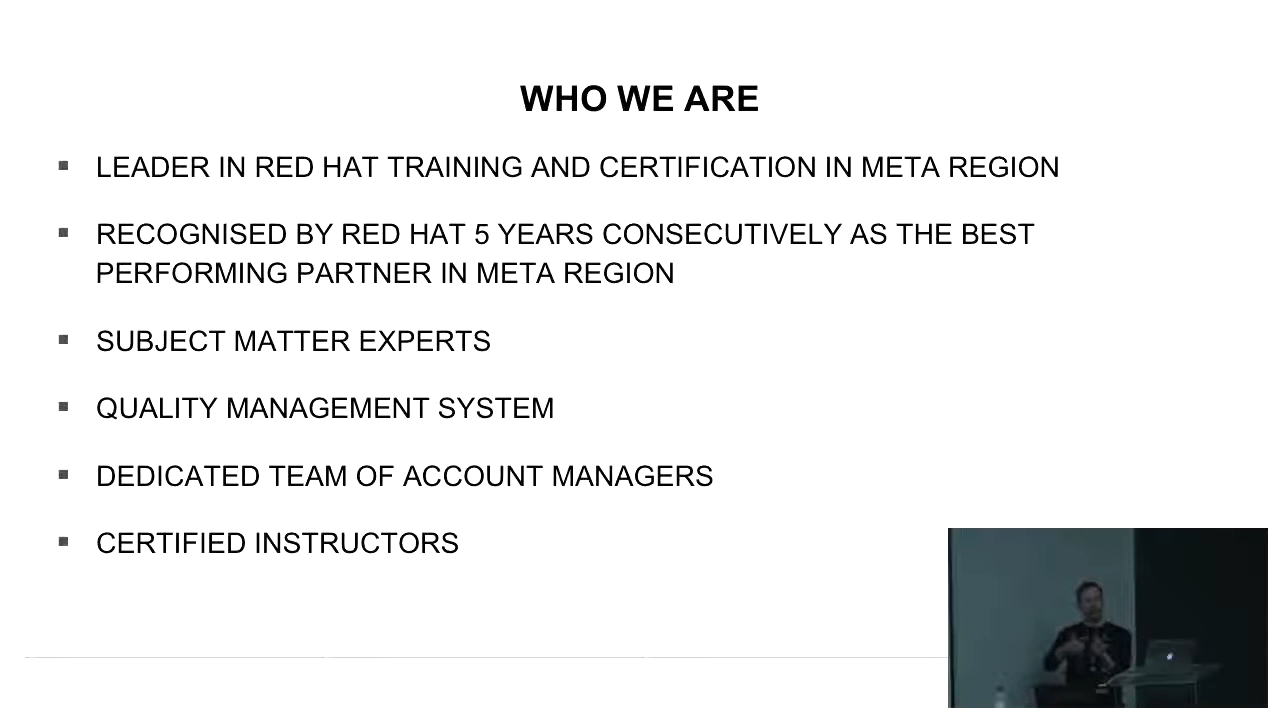 WHO WE ARE
LEADER IN RED HAT TRAINING AND CERTIFICATION IN META REGION
RECOGNISED BY RED HAT 5 YEARS CONSECUTIVELY AS THE BEST
PERFORMING PARTNER IN META REGION
SUBJECT MATTER EXPERTS
QUALITY MANAGEMENT SYSTEM
DEDICATED TEAM OF ACCOUNT MANAGERS
CERTIFIED INSTRUCTORS